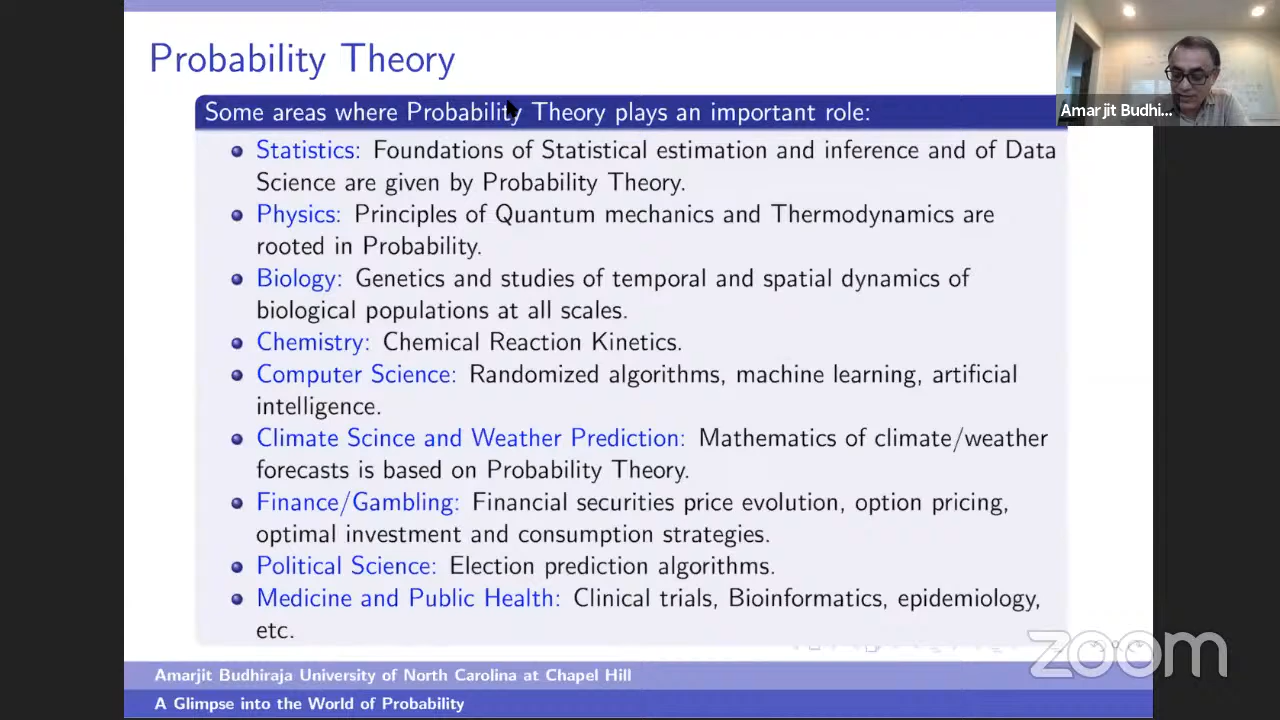 Probability Theory
Some areas where Probability Theory plays an important role:
Statistics: Foundations of Statistical estimation and inference and of Data
Science are given by Probability Theory.
Physics: Principles of Quantum mechanics and Thermodynamics are
rooted in Probability.
Biology: Genetics and studies of temporal and spatial dynamics of
biological populations at all scales.
Chemistry: Chemical Reaction Kinetics.
Computer Science: Randomized algorithms, machine learning, artificial
intelligence.
Climate Scince and Weather Prediction: Mathematics of climate/weather
forecasts is based on Probability Theory.
Finance/Gambling: Financial securities price evolution, option pricing,
optimal investment and consumption strategies.
Political Science: Election prediction algorithms.
Medicine and Public Health: Clinical trials, Bioinformatics, epidemiology,
etc.
Amarjit Budhiraja University of North Carolina at Chapel Hill
A Glimpse into the World of Probability
Amarjit Budhi...
zoom